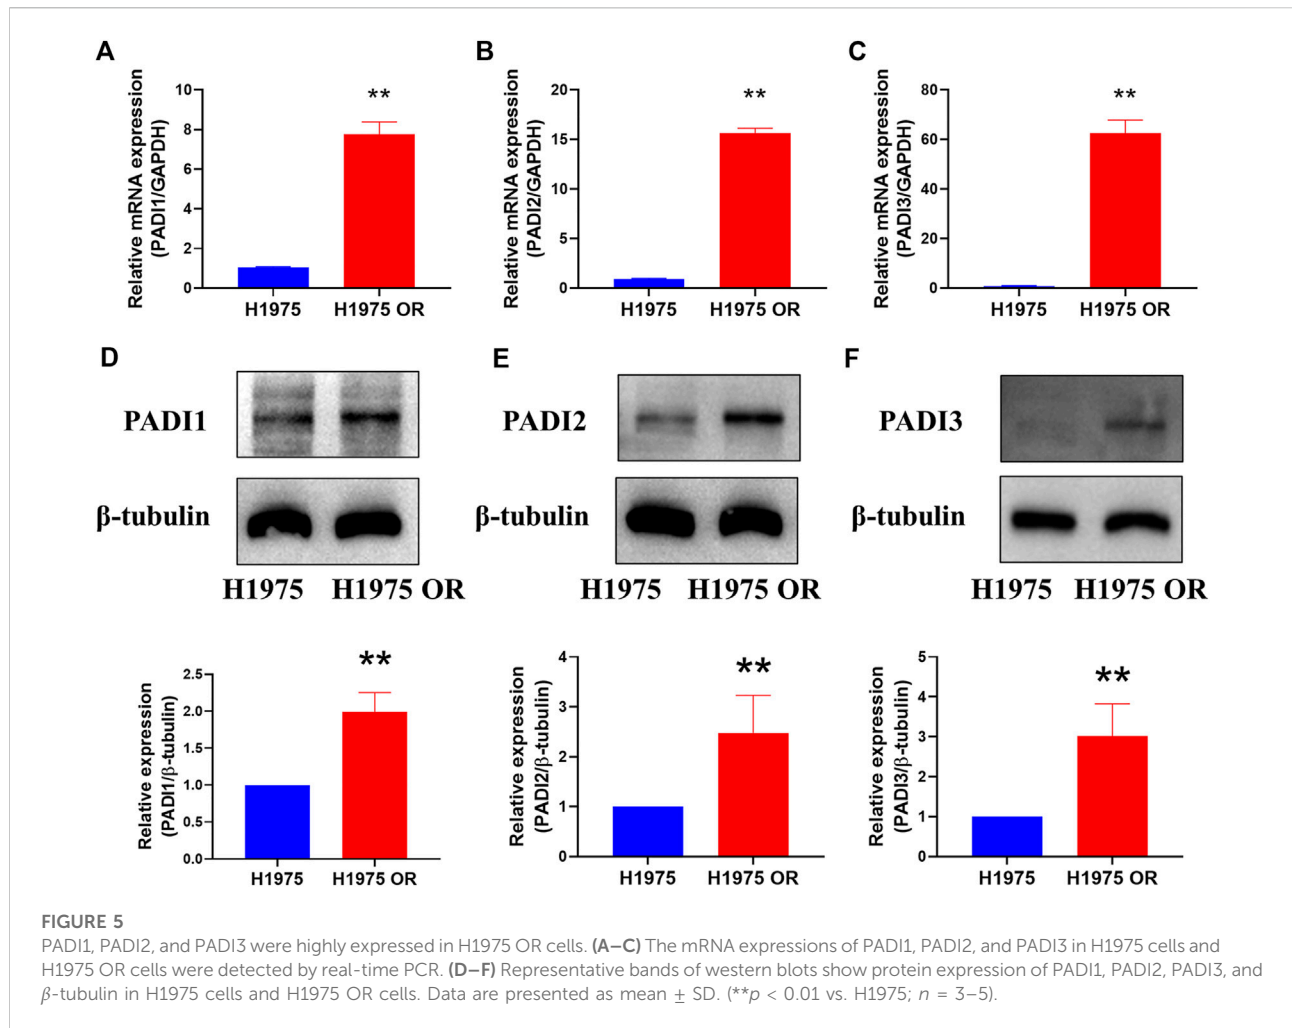 A
B
C
Relative mRNA expression
(PADI1/GAPDH)
10
8
6
4
2
0
**
H1975
H1975 OR
Relative mRNA expression
(PADI2/GAPDH)
20
15
10
5
0
**
H1975
H1975 OR
Relative mRNA expression
(PADI3/GAPDH)
80
60
40
20
0
**
H1975
H1975 OR
D
PADI1
β-tubulin
H1975 H1975 OR
E
PADI2
β-tubulin
H1975 H1975 OR
F
PADI3
β-tubulin
H1975 H1975 OR
Relative expression
(PADI1/β-tubulin)
2.5
2.0
1.5
1.0
0.5
0.0
**
H1975
H1975 OR
Relative expression
(PADI2/β-tubulin)
4
3
2
1
0
**
H1975
H1975 OR
Relative expression
(PADI3/β-tubulin)
5
4
3
2
1
0
**
H1975
H1975 OR
FIGURE 5
PADI1, PADI2, and PADI3 were highly expressed in H1975 OR cells. (A–C) The mRNA expressions of PADI1, PADI2, and PADI3 in H1975 cells and
H1975 OR cells were detected by real-time PCR. (D–F) Representative bands of western blots show protein expression of PADI1, PADI2, PADI3, and
β-tubulin in H1975 cells and H1975 OR cells. Data are presented as mean ± SD. (**p < 0.01 vs. H1975; n = 3–5).